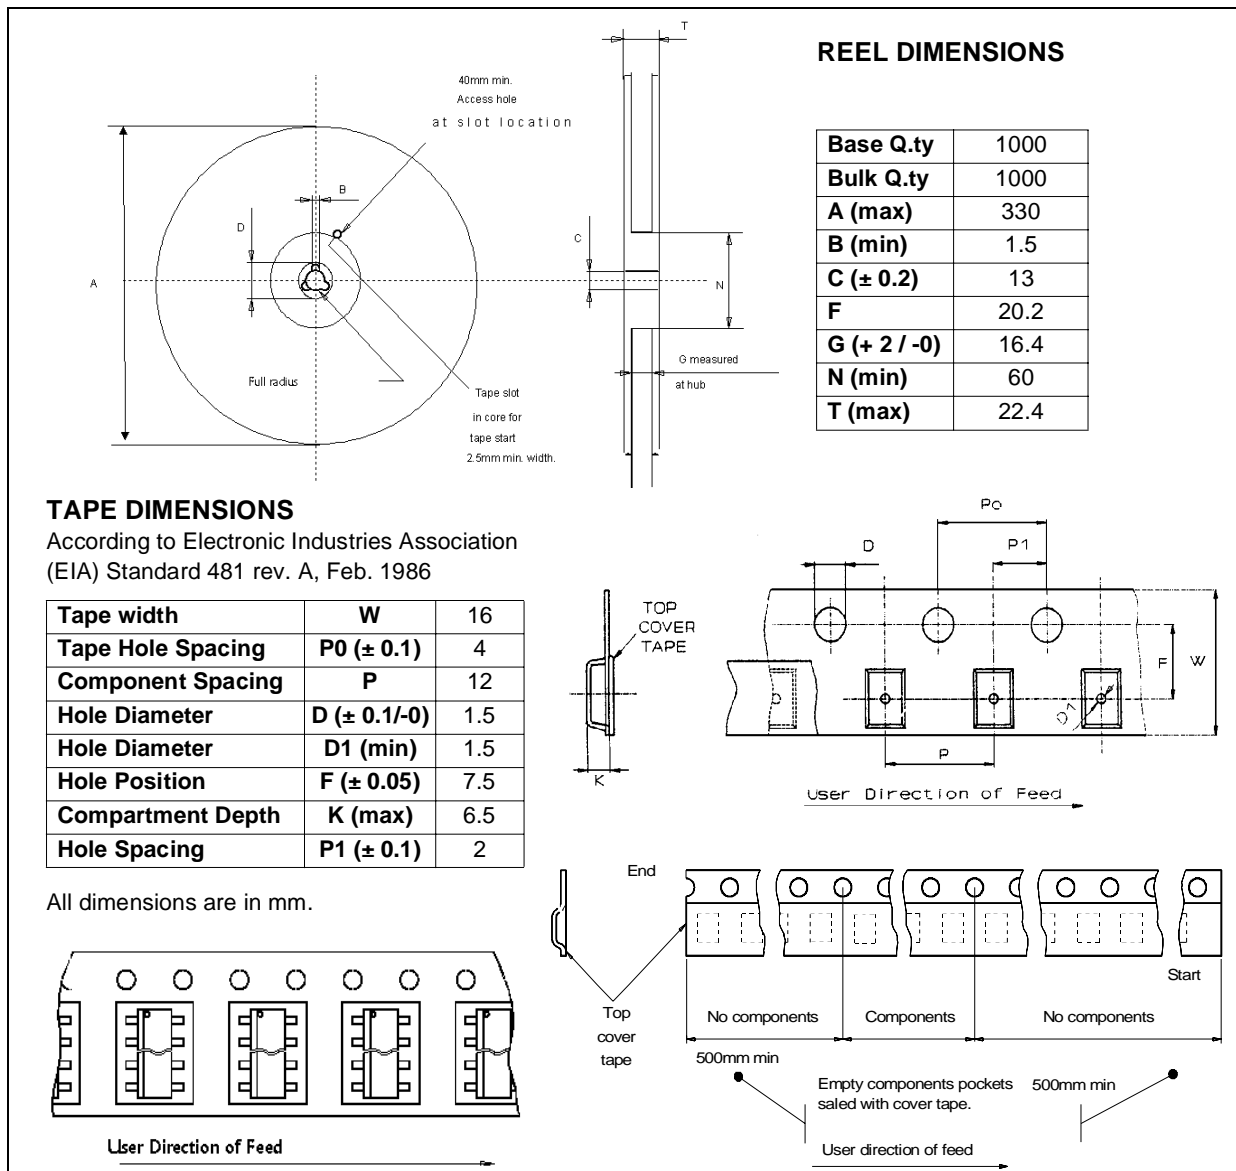 T
REEL DIMENSIONS
40mm min.
Access hole
at slot location
B
D
C
A
N
G measured
at hub
Full radius
Tape slot
in core for
tape start
2.5mm min. width.
Base Q.ty 1000
Bulk Q.ty 1000
A (max) 330
B (min) 1.5
C (± 0.2) 13
F 20.2
G (+ 2 / -0) 16.4
N (min) 60
T (max) 22.4
TAPE DIMENSIONS
According to Electronic Industries Association
(EIA) Standard 481 rev. A, Feb. 1986
Tape width W 16
Tape Hole Spacing P0 (± 0.1) 4
Component Spacing P 12
Hole Diameter D (± 0.1/-0) 1.5
Hole Diameter D1 (min) 1.5
Hole Position F (± 0.05) 7.5
Compartment Depth K (max) 6.5
Hole Spacing P1 (± 0.1) 2
All dimensions are in mm.
Po
D
P1
TOP
COVER
TAPE
F
W
D1
K
P
User Direction of Feed
End
Start
Top
cover
tape
No components
Components
No components
500mm min
500mm min
Empty components pockets
saled with cover tape.
User direction of feed
User Direction of Feed